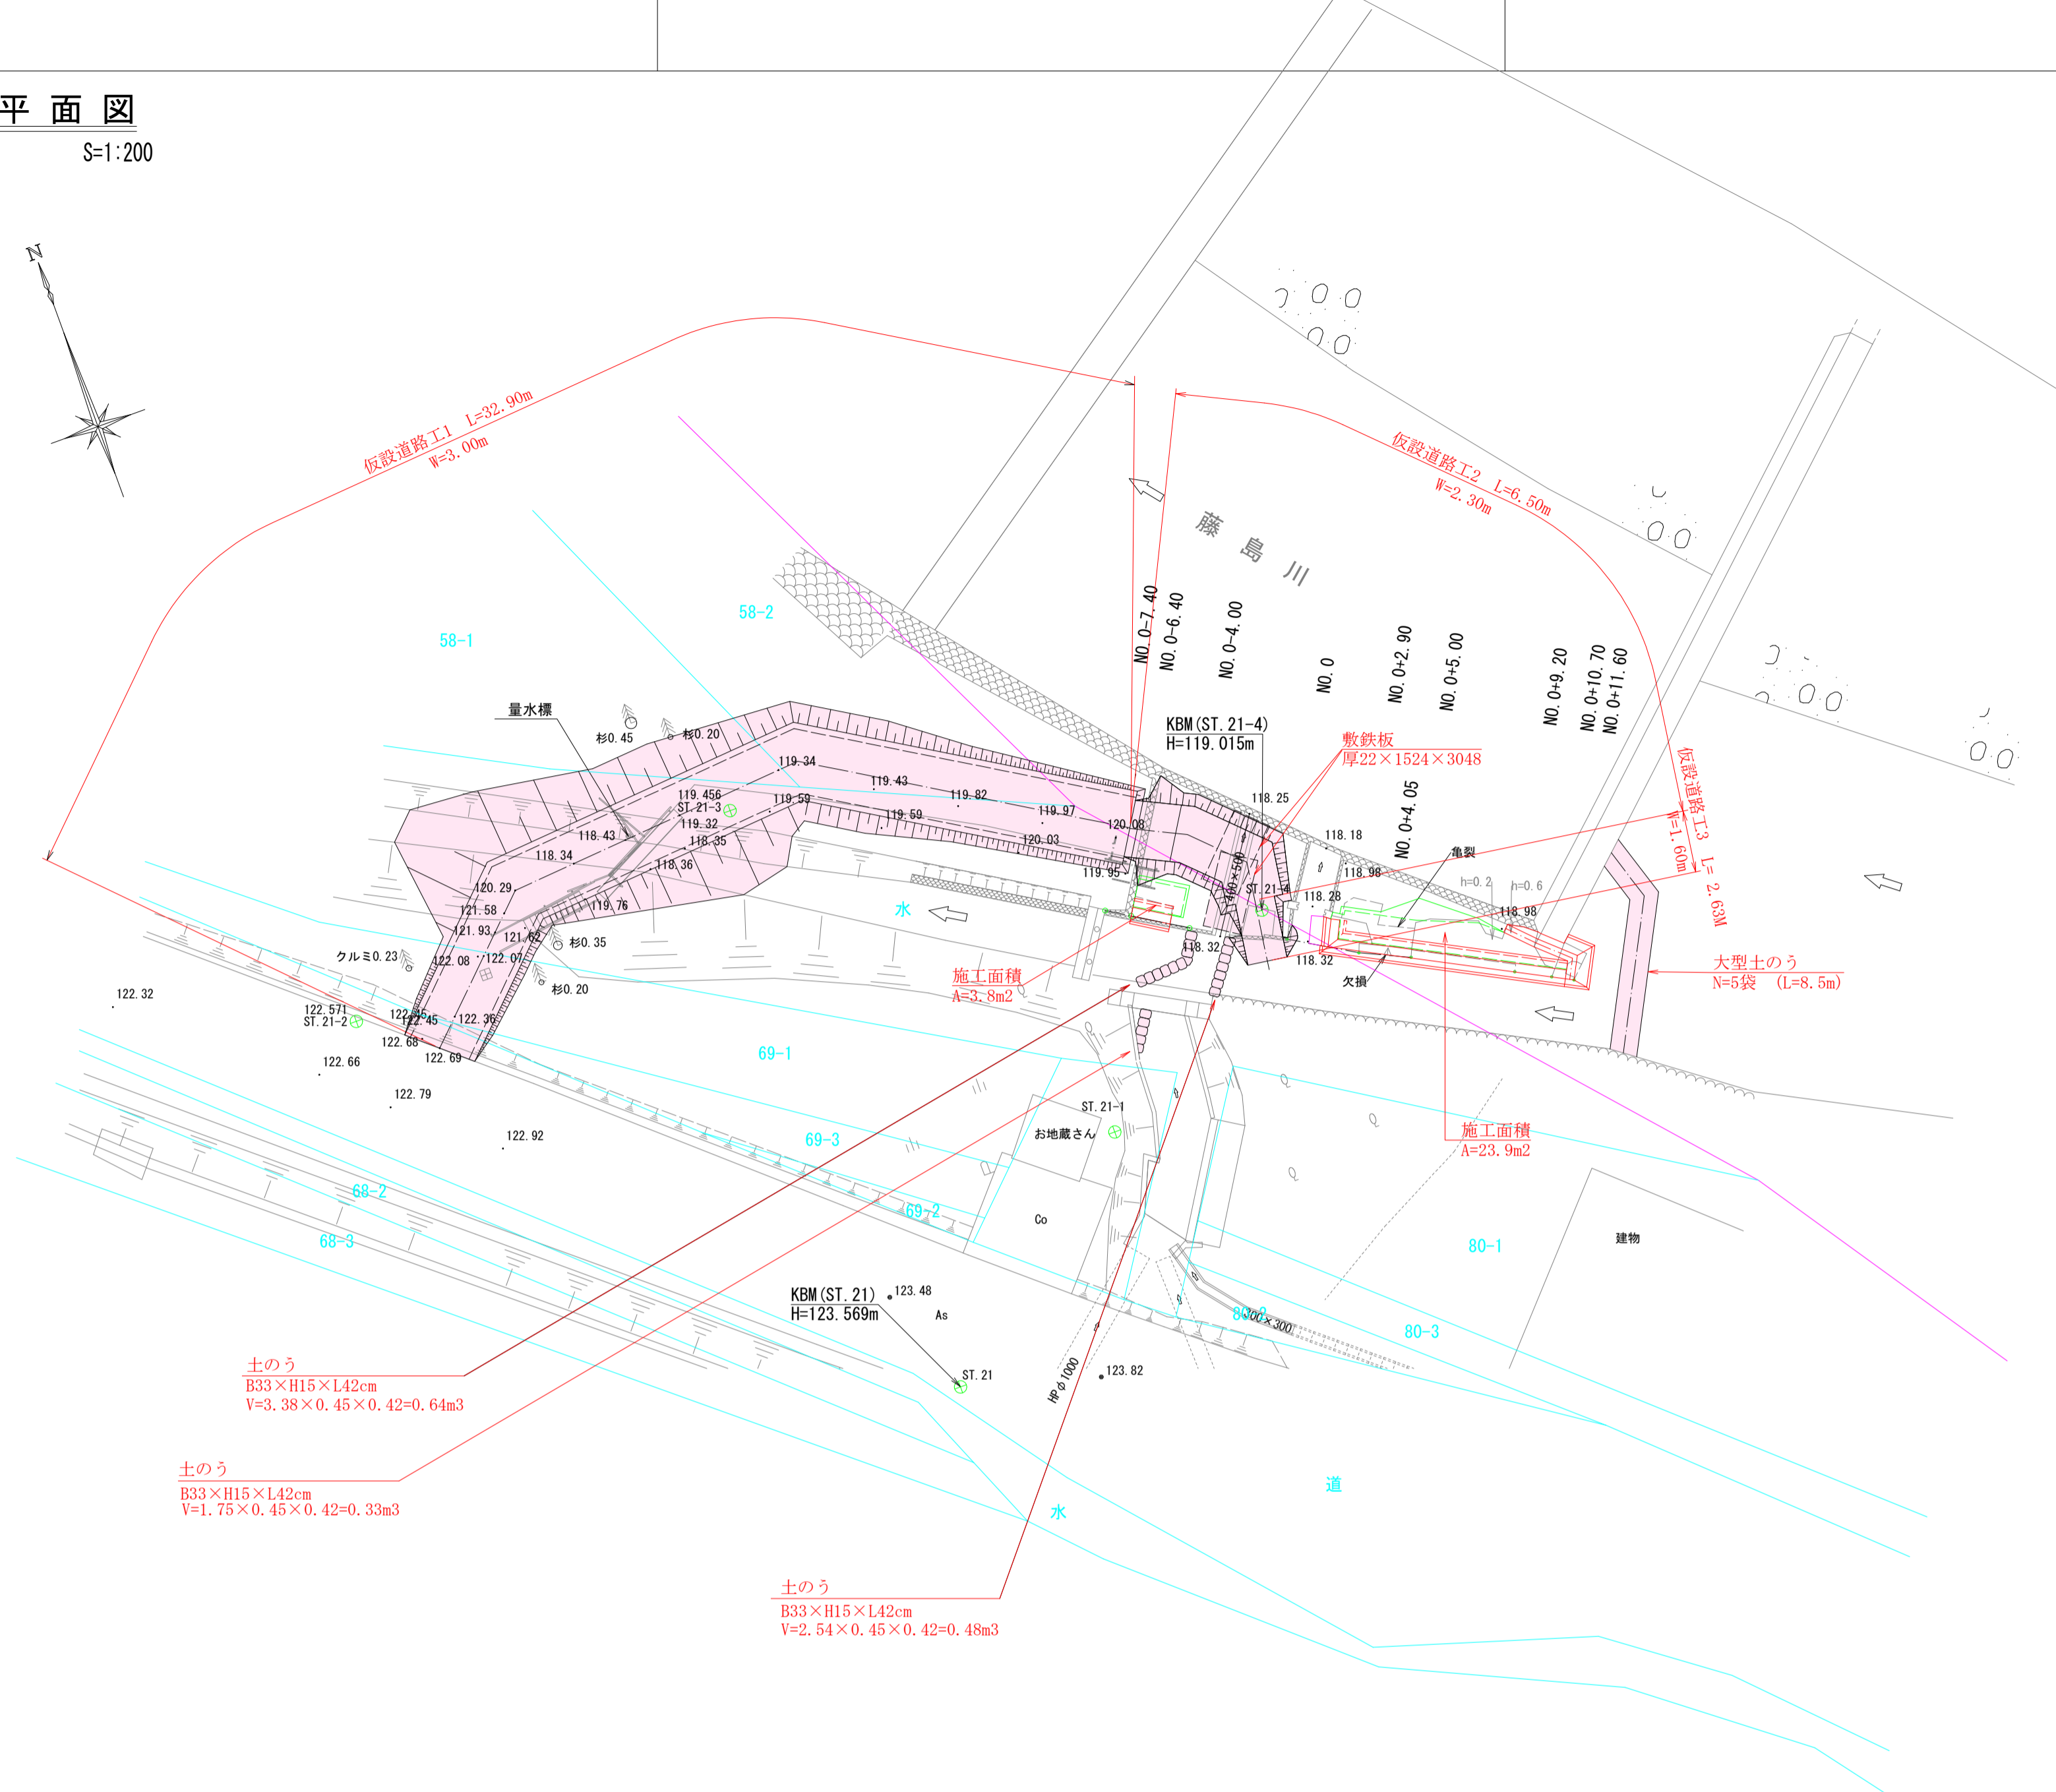 平 面 図
S=1:200
N
仮設道路工1 L=32.90m
W=3.00m
仮設道路工2 L=6.50m
W=2.30m
藤 島 川
58-2
58-1
NO.0-7.40
NO.0-6.40
NO.0-4.00
NO.0
NO.0+2.90
NO.0+5.00
NO.0+9.20
NO.0+10.70
NO.0+11.60
量水標
杉0.45
杉0.20
KBM(ST.21-4)
H=119.015m
敷鉄板
厚22×1524×3048
仮設道路工3 L= 2.63M
W=1.60m
119.34
119.43
119.456
ST.21-3
119.59
119.82
119.32
119.59
119.97
120.08
120.03
119.95
118.25
118.18
NO.0+4.05
亀裂
118.43
118.35
118.34
118.36
118.98
400×500
ST.21-4
h=0.2
h=0.6
118.28
118.98
120.29
119.76
121.58
121.93
121.62
水
杉0.35
118.32
118.32
クルミ0.23
122.08
122.07
杉0.20
施工面積
A=3.8m2
欠損
大型土のう
N=5袋 (L=8.5m)
122.32
122.571
ST.21-2
122.45
122.45
122.36
122.68
122.69
122.66
122.79
122.92
69-1
ST.21-1
お地蔵さん
69-3
施工面積
A=23.9m2
68-2
69-2
Co
68-3
80-1
建物
KBM(ST.21)
H=123.569m
123.48
As
80-2
300×300
80-3
ST.21
123.82
HPφ1000
土のう
B33×H15×L42cm
V=3.38×0.45×0.42=0.64m3
土のう
B33×H15×L42cm
V=1.75×0.45×0.42=0.33m3
道
水
土のう
B33×H15×L42cm
V=2.54×0.45×0.42=0.48m3